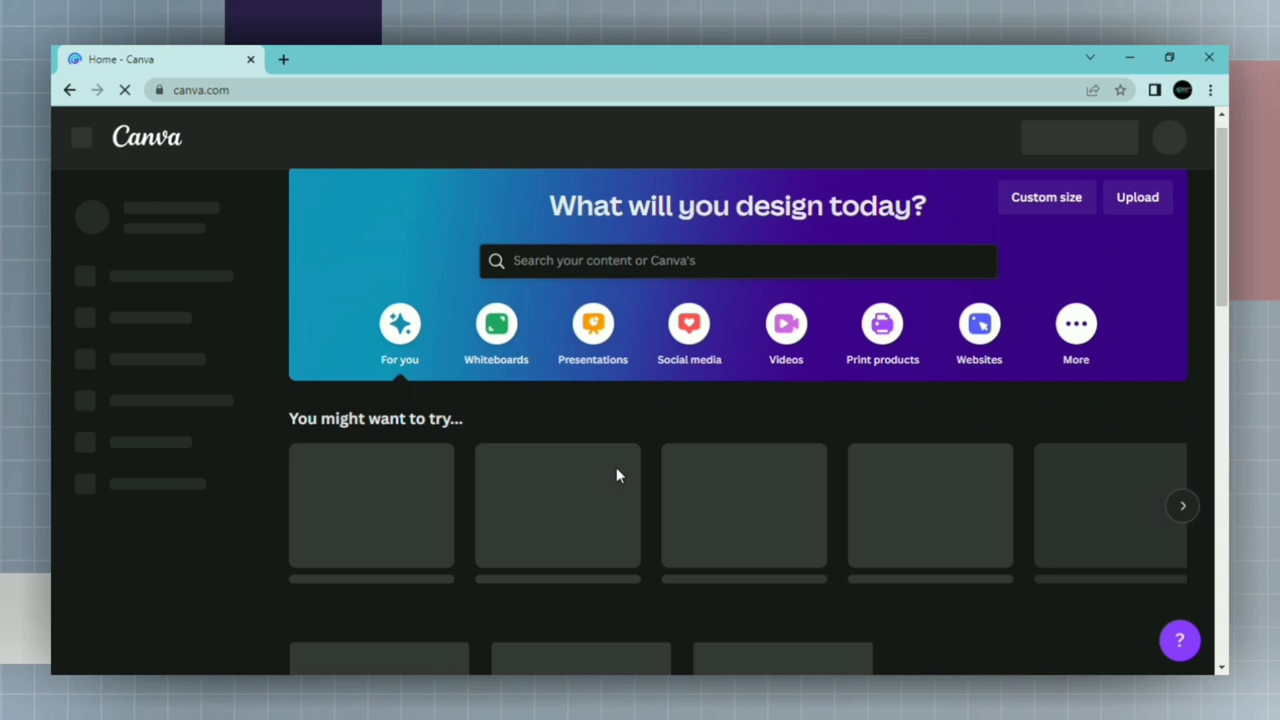 Home - Canva
canva.com
Canva
What will you design today?
Custom size
Upload
Search your content or Canva's
For you
Whiteboards
Presentations
Social media
Videos
Print products
Websites
More
You might want to try...
?